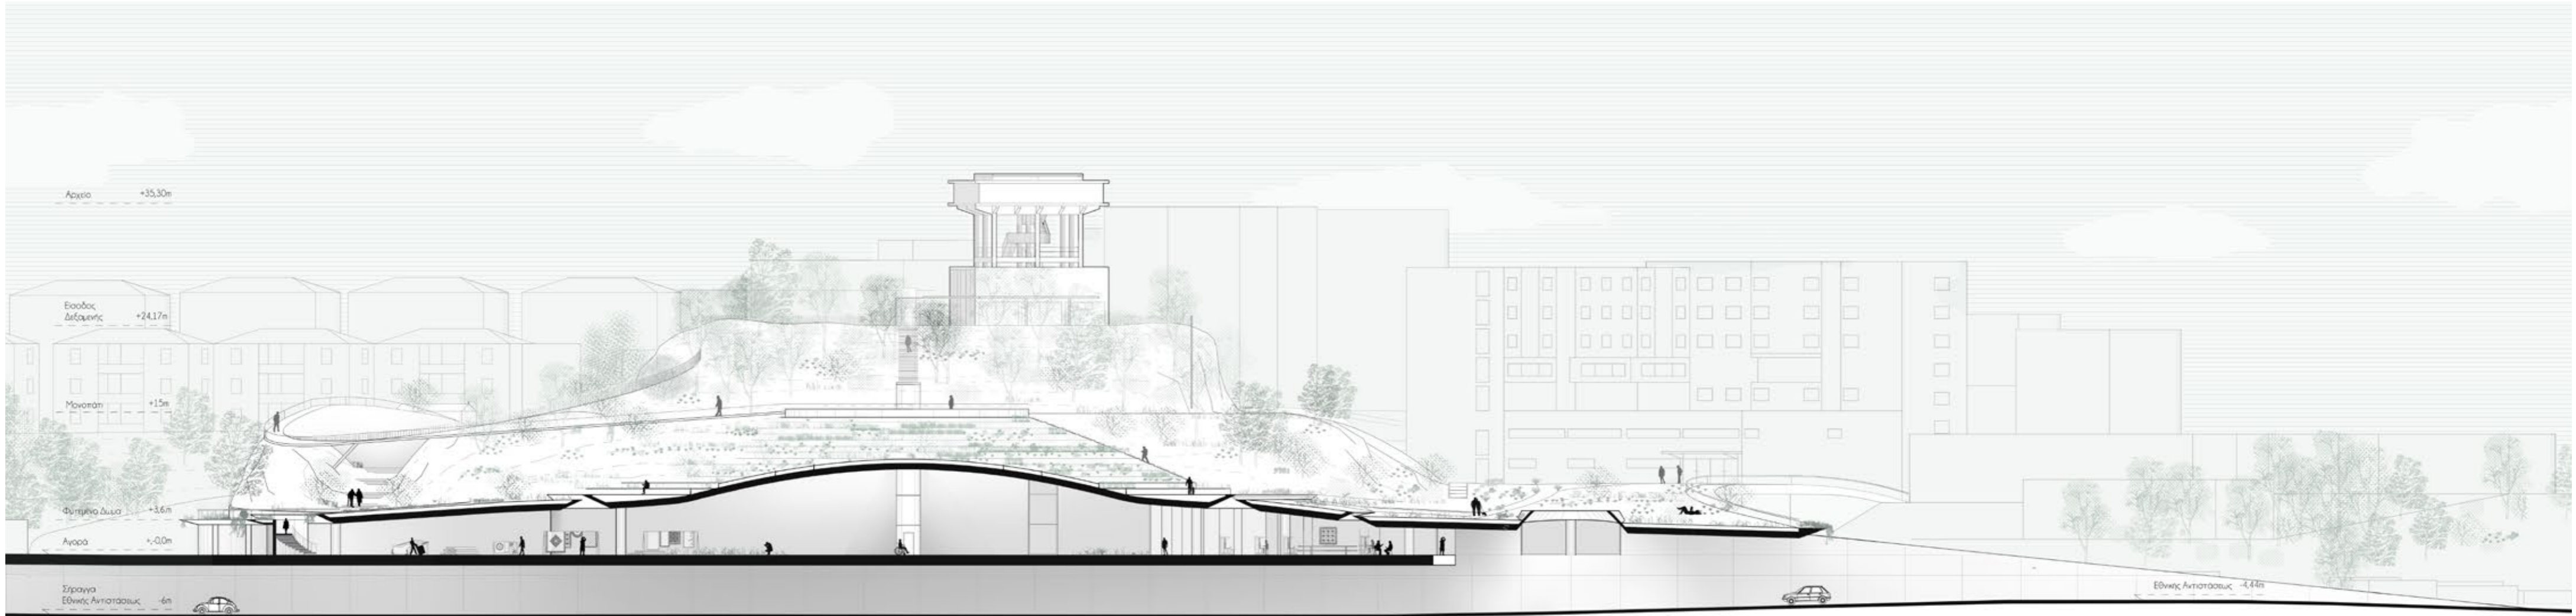 Αρχείο +35,30m
Είσοδος
Δεξαμενής +24,17m
Μονοπάτι +15m
Φυτεμένο Δώμα +3,6m
Αγορά +,-0,0m
Σήραγγα
Εθνικής Αντιστάσεως -6m
Εθνικής Αντιστάσεως -4,44m